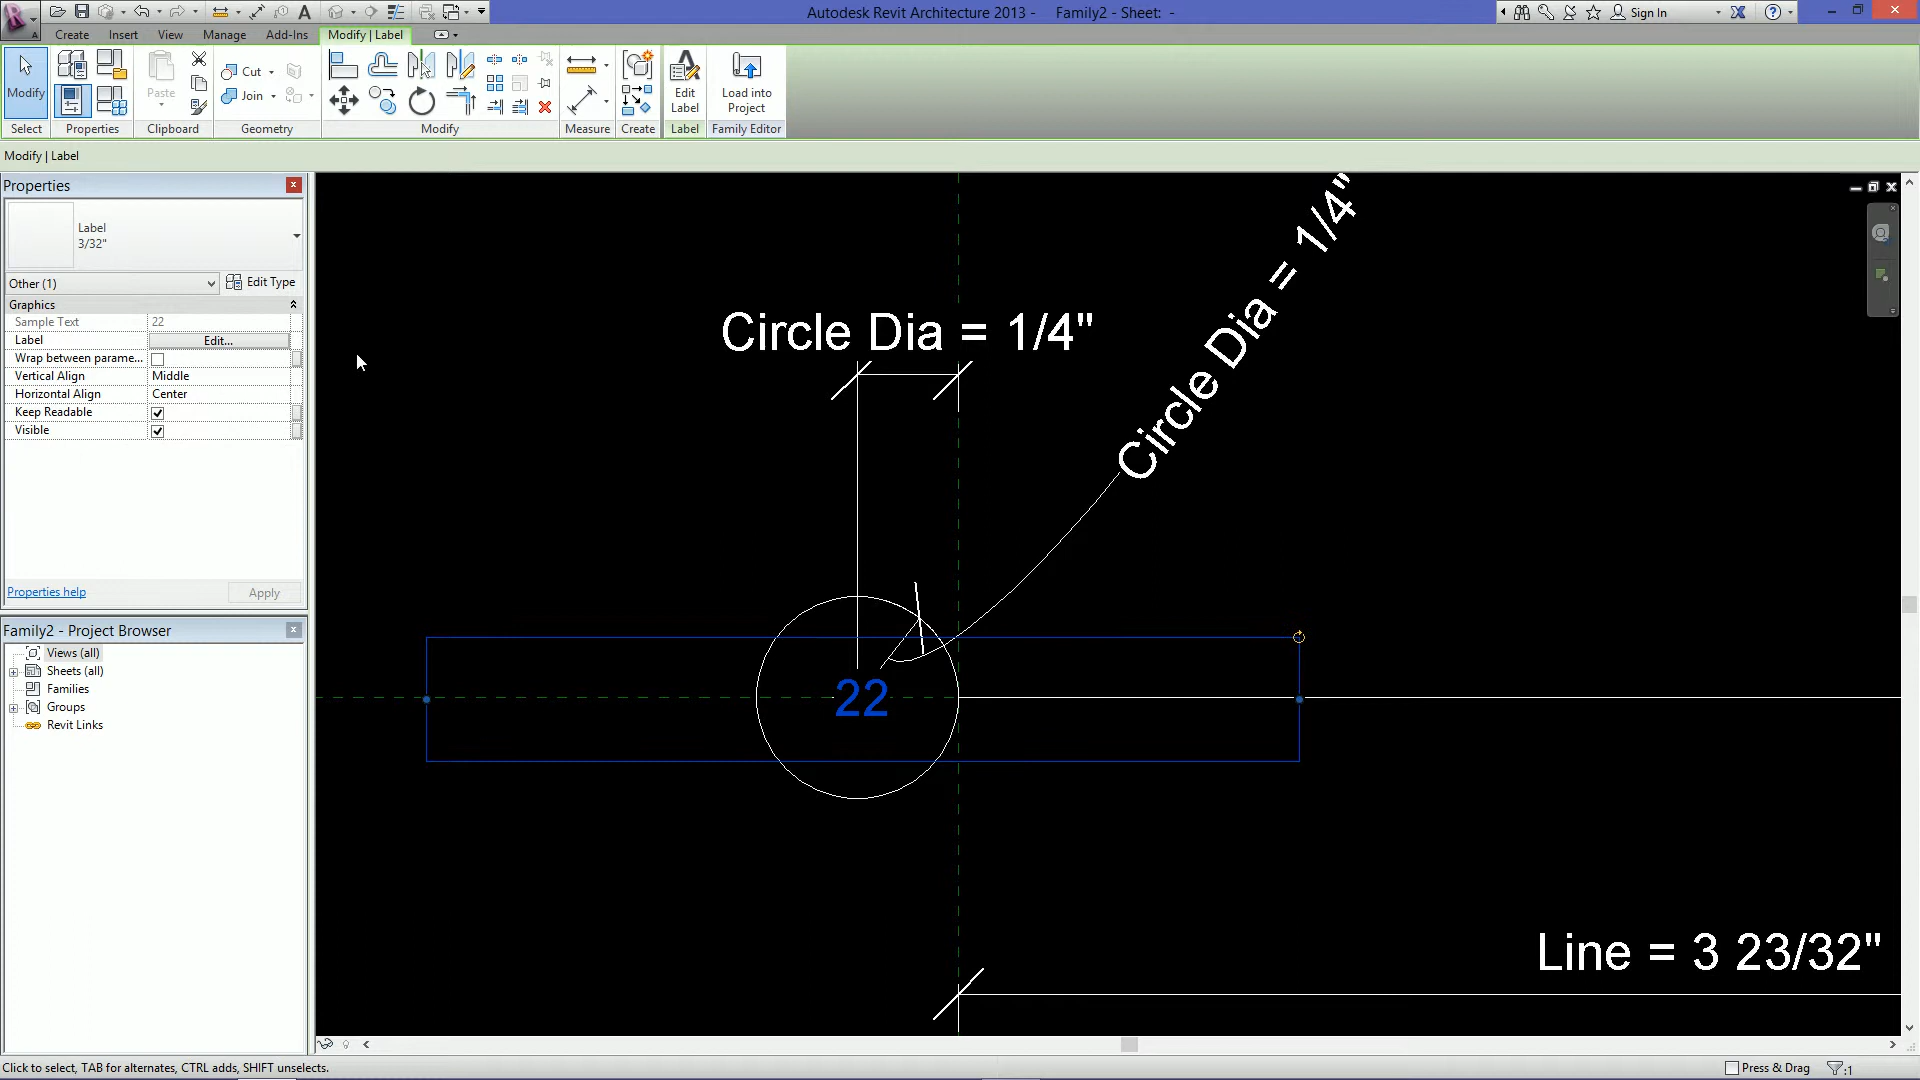 Autodesk Revit Architecture 2013 - Family2 - Sheet: -
Sign In
Create Insert View Manage Add-Ins Modify | Label
Modify
Paste
Cut
Join
Edit
Label
Load into
Project
Select Properties Clipboard Geometry Modify Measure Create Label Family Editor
Modify | Label
Properties
Label
3/32"
Other (1)
Edit Type
Graphics
Sample Text 22
Label Edit...
Wrap between parame...
Vertical Align Middle
Horizontal Align Center
Keep Readable
Visible
Properties help
Apply
Family2 - Project Browser
Views (all)
Sheets (all)
Families
Groups
Revit Links
Circle Dia = 1/4"
Circle Dia = 1/4"
22
Line = 3 23/32"
Click to select, TAB for alternates, CTRL adds, SHIFT unselects.
Press & Drag
:1